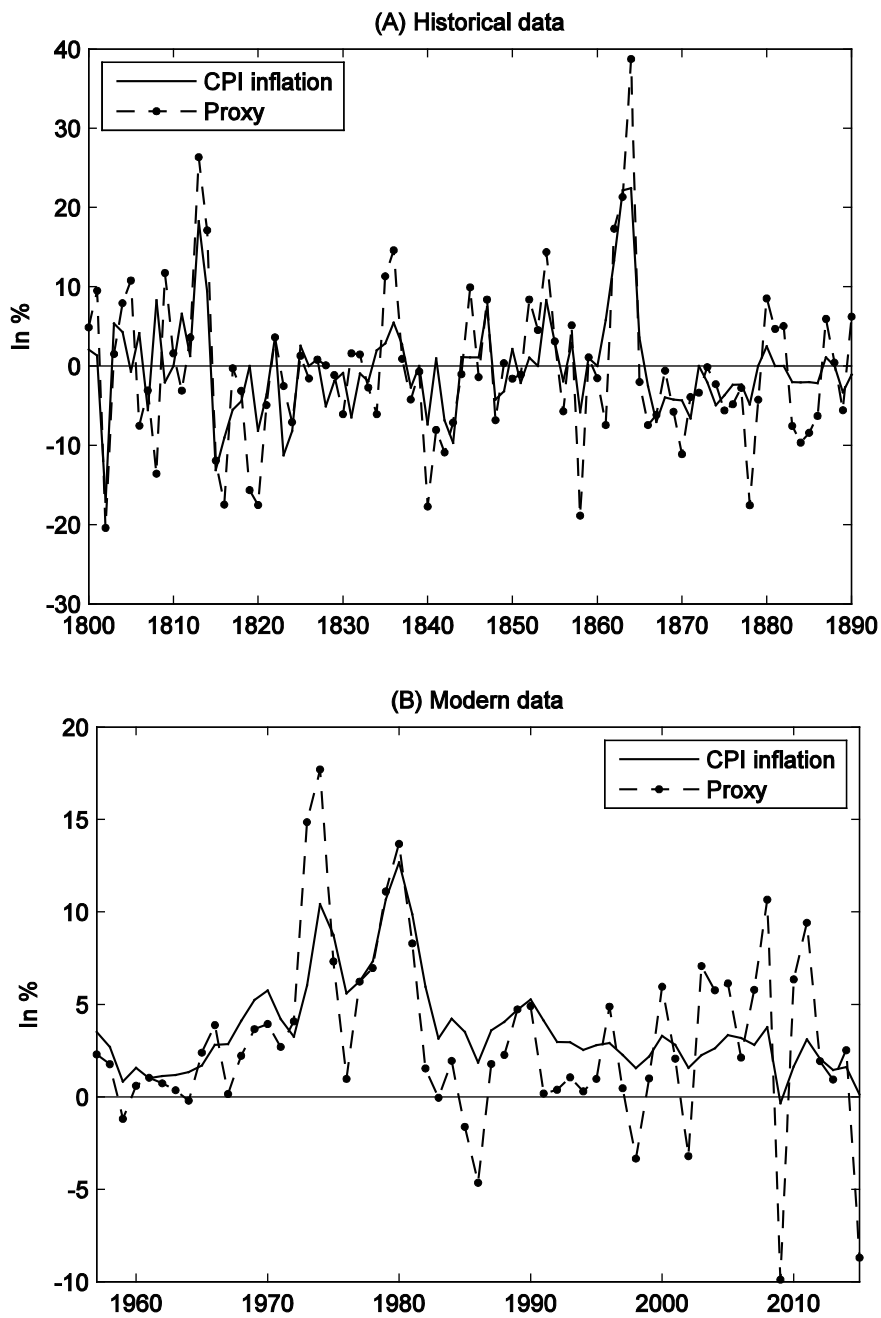 (A) Historical data
40
30
20
10
0
-10
-20
-30
In %
CPI inflation
Proxy
1800 1810 1820 1830 1840 1850 1860 1870 1880 1890
(B) Modern data
20
15
10
5
0
-5
-10
In %
CPI inflation
Proxy
1960 1970 1980 1990 2000 2010